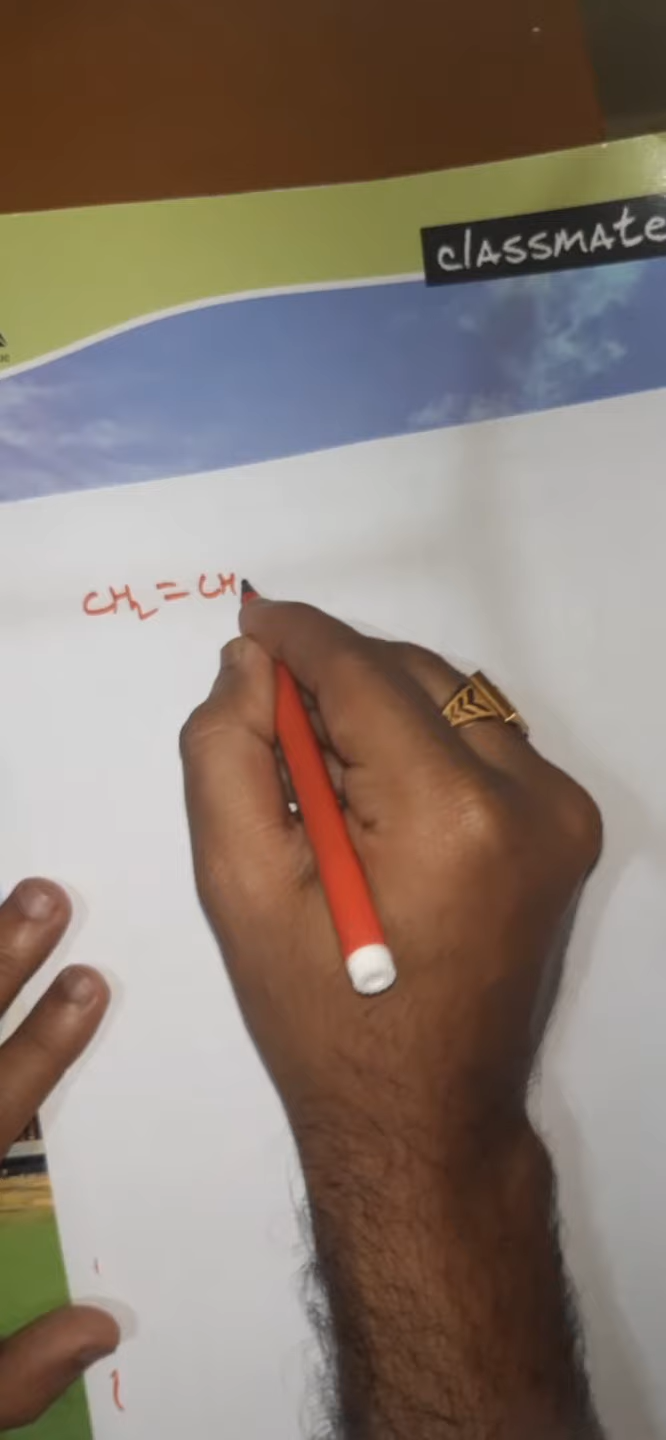 classmate
CH₂ = CH